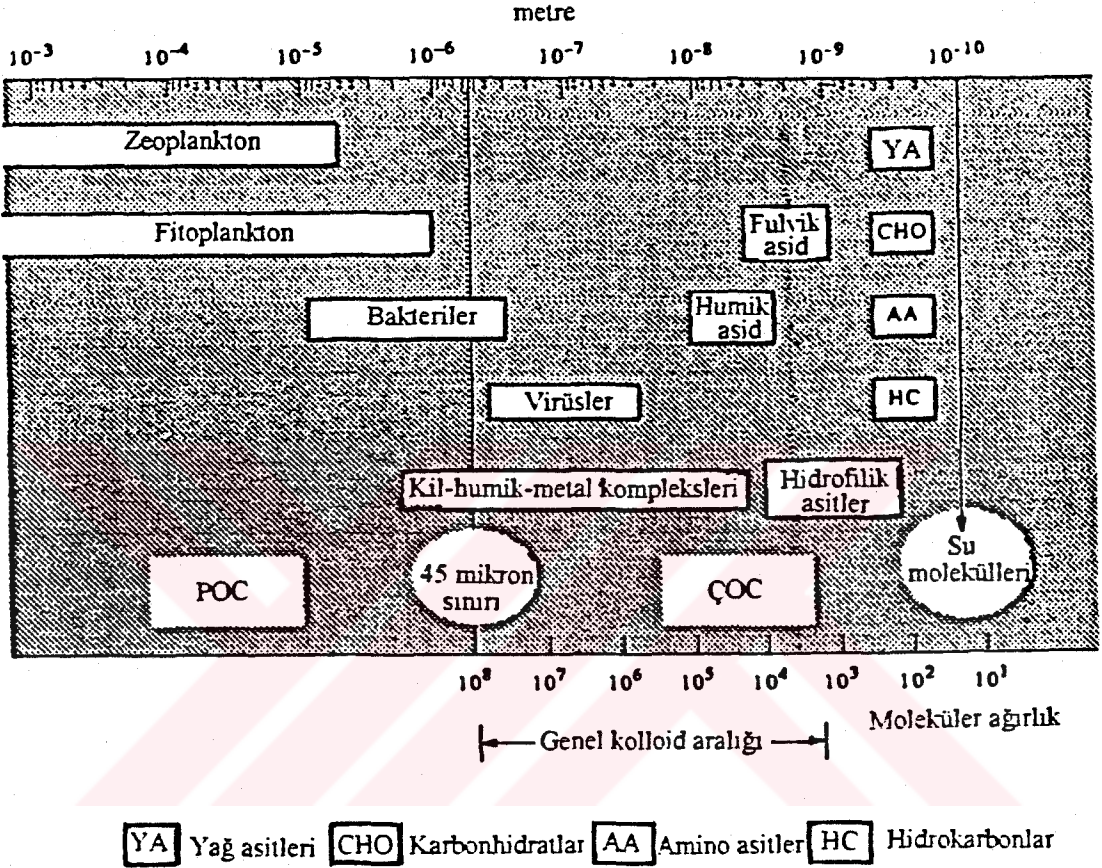 metre
10⁻³ 10⁻⁴ 10⁻⁵ 10⁻⁶ 10⁻⁷ 10⁻⁸ 10⁻⁹ 10⁻¹⁰
Zeoplankton
YA
Fitoplankton
Fulvik
asid
CHO
Bakteriler
Humik
asid
AA
Virüsler
HC
Kil-humik-metal kompleksleri
Hidrofilik
asitler
POC
45 mikron
sınırı
ÇOC
Su
molekülleri
10⁸ 10⁷ 10⁶ 10⁵ 10⁴ 10³ 10² 10¹
Moleküler ağırlık
Genel kolloid aralığı
YA Yağ asitleri CHO Karbonhidratlar AA Amino asitler HC Hidrokarbonlar